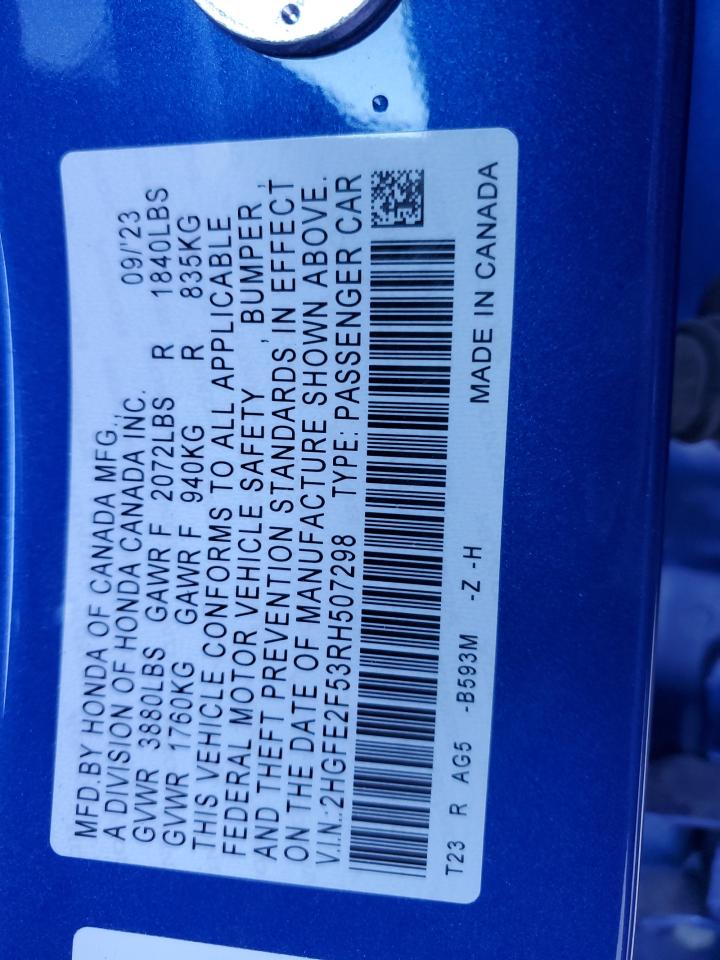 MFD.BY HONDA OF CANADA MFG.,
A DIVISION OF HONDA CANADA INC. 09/'23
GVWR 3880LBS GAWR F 2072LBS R 1840LBS
GVWR 1760KG GAWR F 940KG R 835KG
THIS VEHICLE CONFORMS TO ALL APPLICABLE
FEDERAL MOTOR VEHICLE SAFETY , BUMPER ,
AND THEFT PREVENTION STANDARDS IN EFFECT
ON THE DATE OF MANUFACTURE SHOWN ABOVE.
V.I.N.:2HGFE2F53RH507298 TYPE: PASSENGER CAR
T23 R AG5 -B593M -Z -H MADE IN CANADA